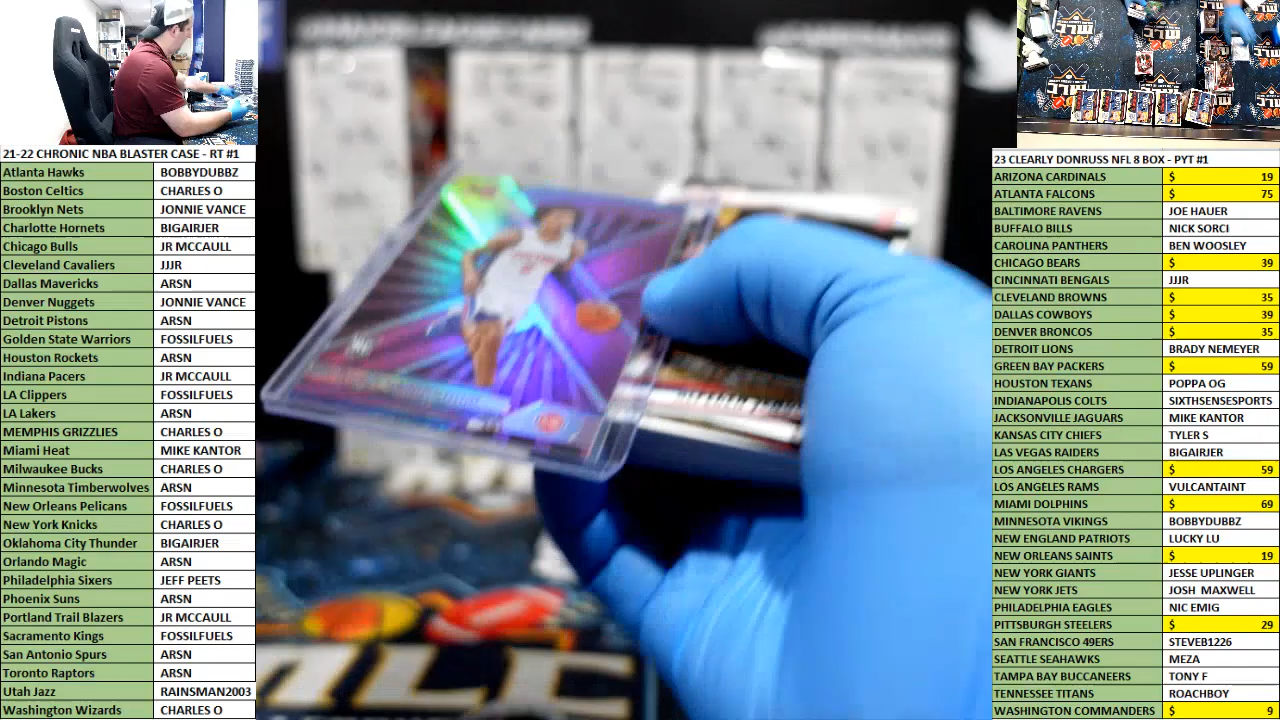 21-22 CHRONIC NBA BLASTER CASE - RT #1
Atlanta Hawks BOBBYDUBBZ
Boston Celtics CHARLES O
Brooklyn Nets JONNIE VANCE
Charlotte Hornets BIGAIRJER
Chicago Bulls JR MCCAULL
Cleveland Cavaliers JJJR
Dallas Mavericks ARSN
Denver Nuggets JONNIE VANCE
Detroit Pistons ARSN
Golden State Warriors FOSSILFUELS
Houston Rockets ARSN
Indiana Pacers JR MCCAULL
LA Clippers FOSSILFUELS
LA Lakers ARSN
MEMPHIS GRIZZLIES CHARLES O
Miami Heat MIKE KANTOR
Milwaukee Bucks CHARLES O
Minnesota Timberwolves ARSN
New Orleans Pelicans FOSSILFUELS
New York Knicks CHARLES O
Oklahoma City Thunder BIGAIRJER
Orlando Magic ARSN
Philadelphia Sixers JEFF PEETS
Phoenix Suns ARSN
Portland Trail Blazers JR MCCAULL
Sacramento Kings FOSSILFUELS
San Antonio Spurs ARSN
Toronto Raptors ARSN
Utah Jazz RAINSMAN2003
Washington Wizards CHARLES O
23 CLEARLY DONRUSS NFL 8 BOX - PYT #1
ARIZONA CARDINALS $ 19
ATLANTA FALCONS $ 75
BALTIMORE RAVENS JOE HAUER
BUFFALO BILLS NICK SORCI
CAROLINA PANTHERS BEN WOOSLEY
CHICAGO BEARS $ 39
CINCINNATI BENGALS JJJR
CLEVELAND BROWNS $ 35
DALLAS COWBOYS $ 39
DENVER BRONCOS $ 35
DETROIT LIONS BRADY NEMEYER
GREEN BAY PACKERS $ 59
HOUSTON TEXANS POPPA OG
INDIANAPOLIS COLTS SIXTHSENSESPORTS
JACKSONVILLE JAGUARS MIKE KANTOR
KANSAS CITY CHIEFS TYLER S
LAS VEGAS RAIDERS BIGAIRJER
LOS ANGELES CHARGERS $ 59
LOS ANGELES RAMS VULCANTAINT
MIAMI DOLPHINS $ 69
MINNESOTA VIKINGS BOBBYDUBBZ
NEW ENGLAND PATRIOTS LUCKY LU
NEW ORLEANS SAINTS $ 19
NEW YORK GIANTS JESSE UPLINGER
NEW YORK JETS JOSH MAXWELL
PHILADELPHIA EAGLES NIC EMIG
PITTSBURGH STEELERS $ 29
SAN FRANCISCO 49ERS STEVEB1226
SEATTLE SEAHAWKS MEZA
TAMPA BAY BUCCANEERS TONY F
TENNESSEE TITANS ROACHBOY
WASHINGTON COMMANDERS $ 9